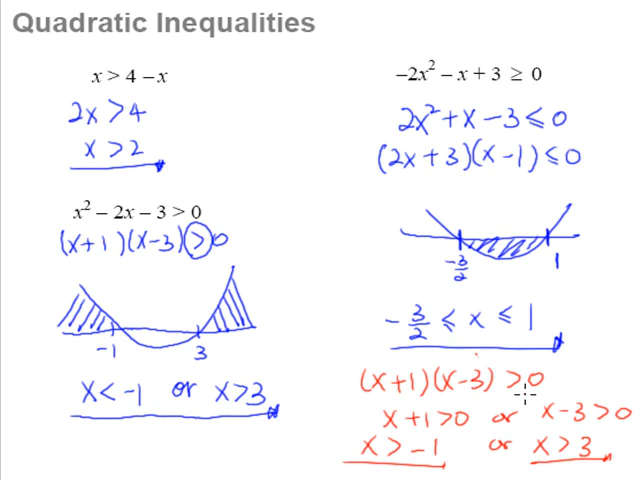 Quadratic Inequalities
x > 4 – x
2x > 4
x > 2
x² – 2x – 3 > 0
(x+1)(x-3) > 0
-1 3
x < -1 or x > 3
–2x² – x + 3 ≥ 0
2x² + x - 3 ≤ 0
(2x+3)(x-1) ≤ 0
-3/2 1
-3/2 ≤ x ≤ 1
(x+1)(x-3) > 0
x+1 > 0 or x-3 > 0
x > -1 or x > 3